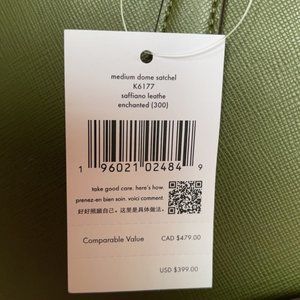 medium dome satchel
K6177
saffiano leathe
enchanted (300)
1 96021 02484 9
take good care. here's how.
prenez-en bien soin. voici comment.
好好照顾自己。这里是具体做法。
Comparable Value CAD $479.00
USD $399.00